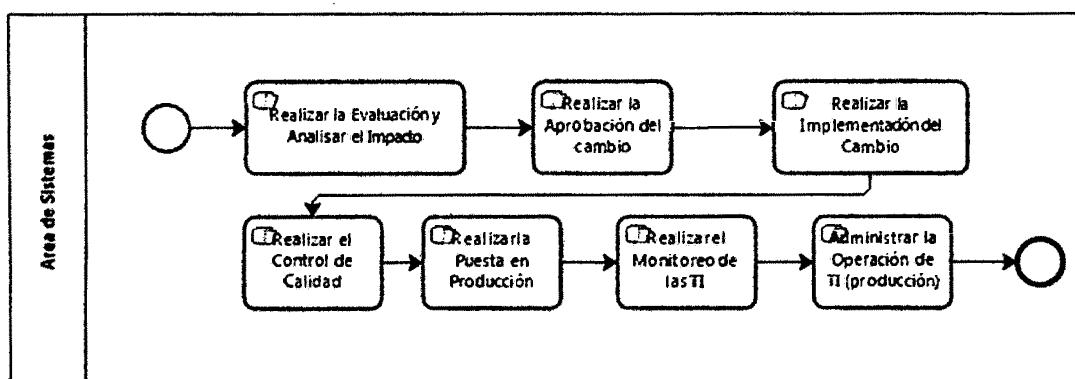 Area de Sistemas
Realizar la Evaluación y
Analisar el Impacto
Realizar la
Aprobación del
cambio
Realizar la
Implementación del
Cambio
Realizar el
Control de
Calidad
Realizar la
Puesta en
Producción
Realizar el
Monitoreo de
las TI
Administrar la
Operación de
TI (producción)